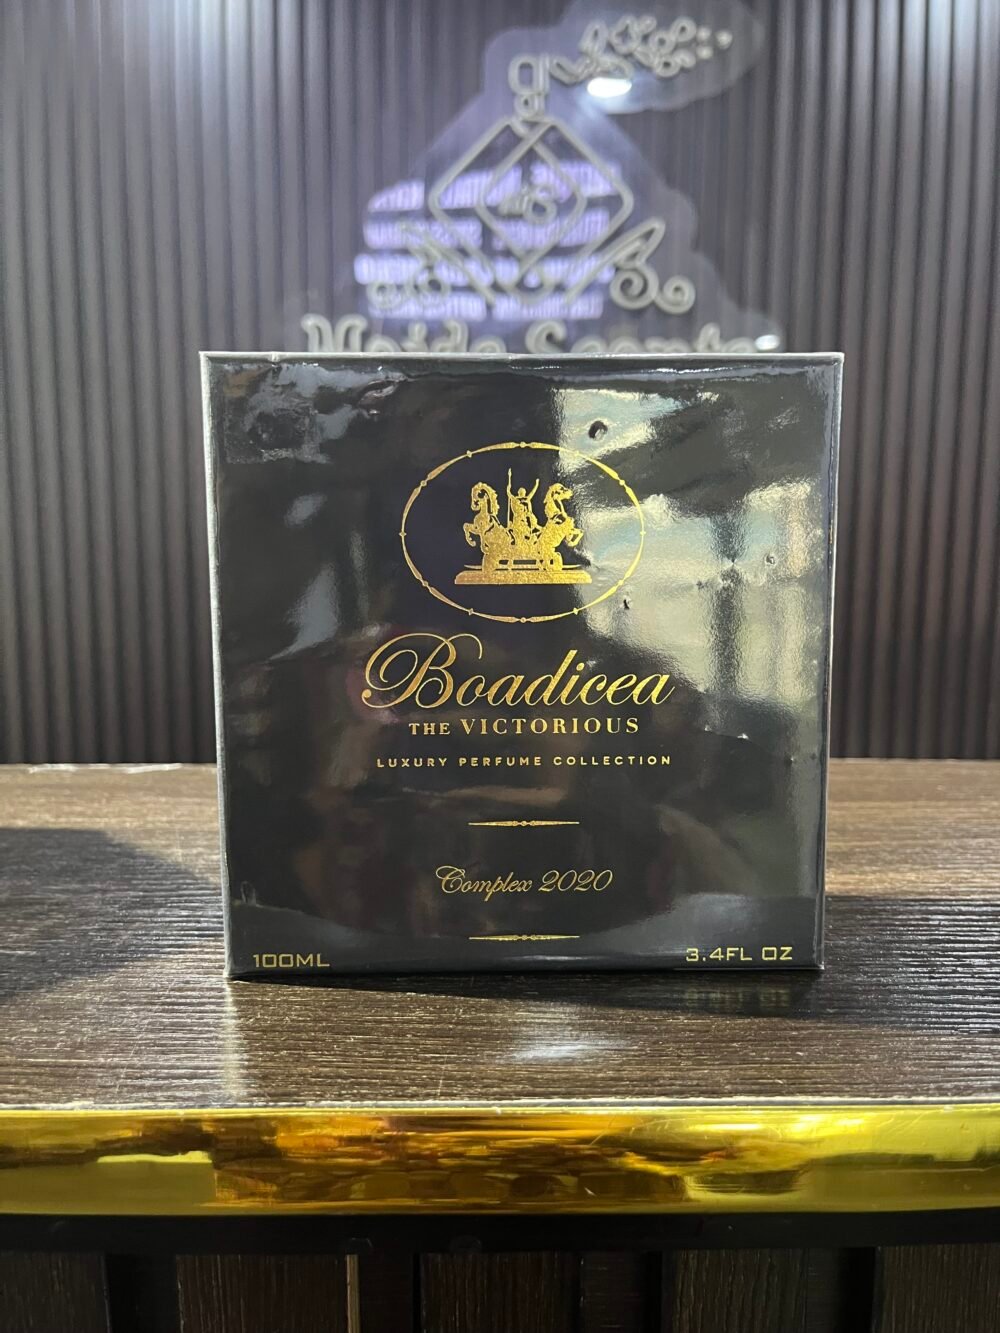 Boadicea
THE VICTORIOUS
LUXURY PERFUME COLLECTION
Complex 2020
100ML
3.4FL OZ